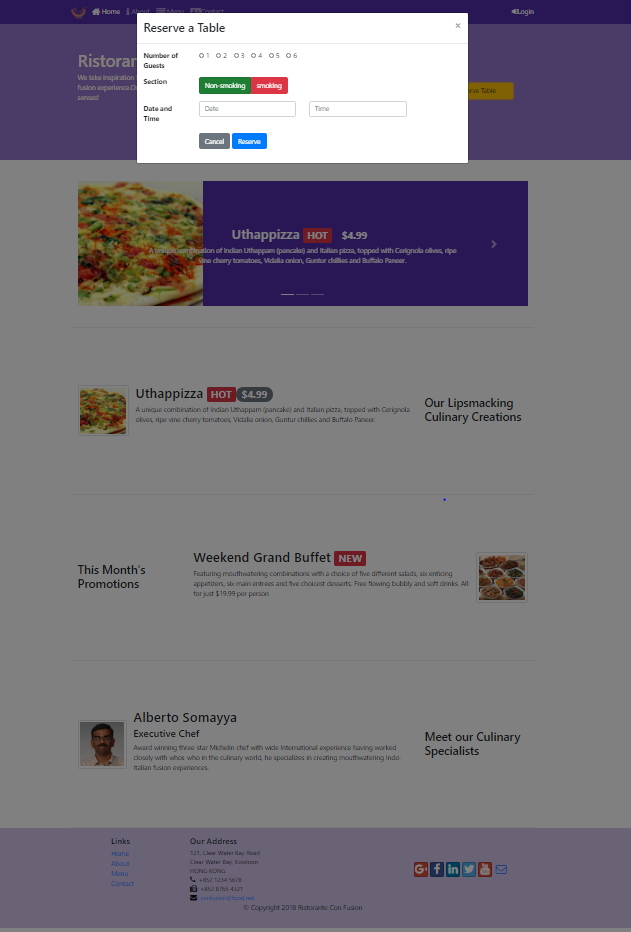 Home About Menu Contact Login
Reserve a Table ×
Number of Guests
1 2 3 4 5 6
Section
Non-smoking smoking
Date and Time
Date Time
Cancel Reserve
Ristoran
We take inspiration
fusion experience.
senses!
rve Table
Uthappizza HOT $4.99
A unique combination of Indian Uthappam (pancake) and Italian pizza, topped with Cerignola olives, ripe
vine cherry tomatoes, Vidalia onion, Guntur chillies and Buffalo Paneer.
Uthappizza HOT $4.99
A unique combination of Indian Uthappam (pancake) and Italian pizza, topped with Cerignola
olives, ripe vine cherry tomatoes, Vidalia onion, Guntur chillies and Buffalo Paneer.
Our Lipsmacking
Culinary Creations
This Month's
Promotions
Weekend Grand Buffet NEW
Featuring mouthwatering combinations with a choice of five different salads, six enticing
appetizers, six main entrees and five choicest desserts. Free flowing bubbly and soft drinks. All
for just $19.99 per person
Alberto Somayya
Executive Chef
Award winning three star Michelin chef with wide International experience having worked
closely with whos who in the culinary world, he specializes in creating mouthwatering Indo
Italian fusion experiences.
Meet our Culinary
Specialists
Links
Home
About
Menu
Contact
Our Address
121, Clear Water Bay Road
Clear Water Bay, Kowloon
HONG KONG
+852 1234 5678
+852 8765 4321
confusion@food.net
© Copyright 2018 Ristorante Con Fusion